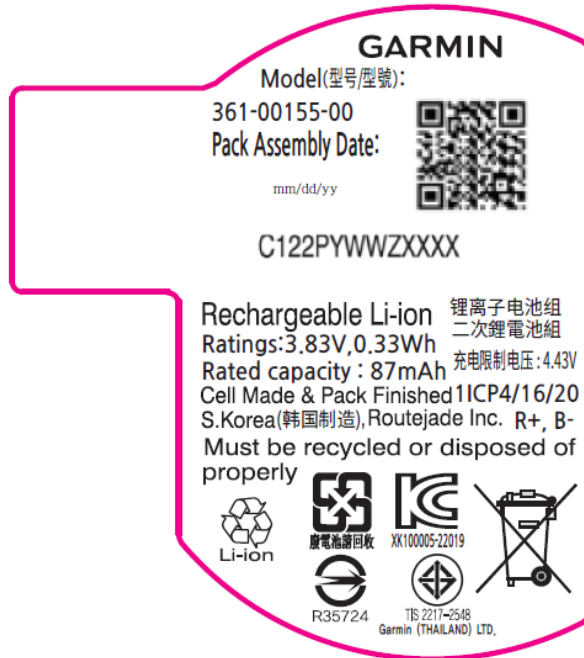 GARMIN
Model(型号/型號):
361-00155-00
Pack Assembly Date:
mm/dd/yy
C122PYWWZXXXX
Rechargeable Li-ion 锂离子电池组
二次鋰電池組
Ratings:3.83V,0.33Wh
充电限制电压:4.43V
Rated capacity : 87mAh
Cell Made & Pack Finished 1ICP4/16/20
S.Korea(韩国制造),Routejade Inc. R+, B-
Must be recycled or disposed of
properly
Li-ion
廢電池請回收
XK100005-22019
R35724
TIS 2217-2548
Garmin (THAILAND) LTD.